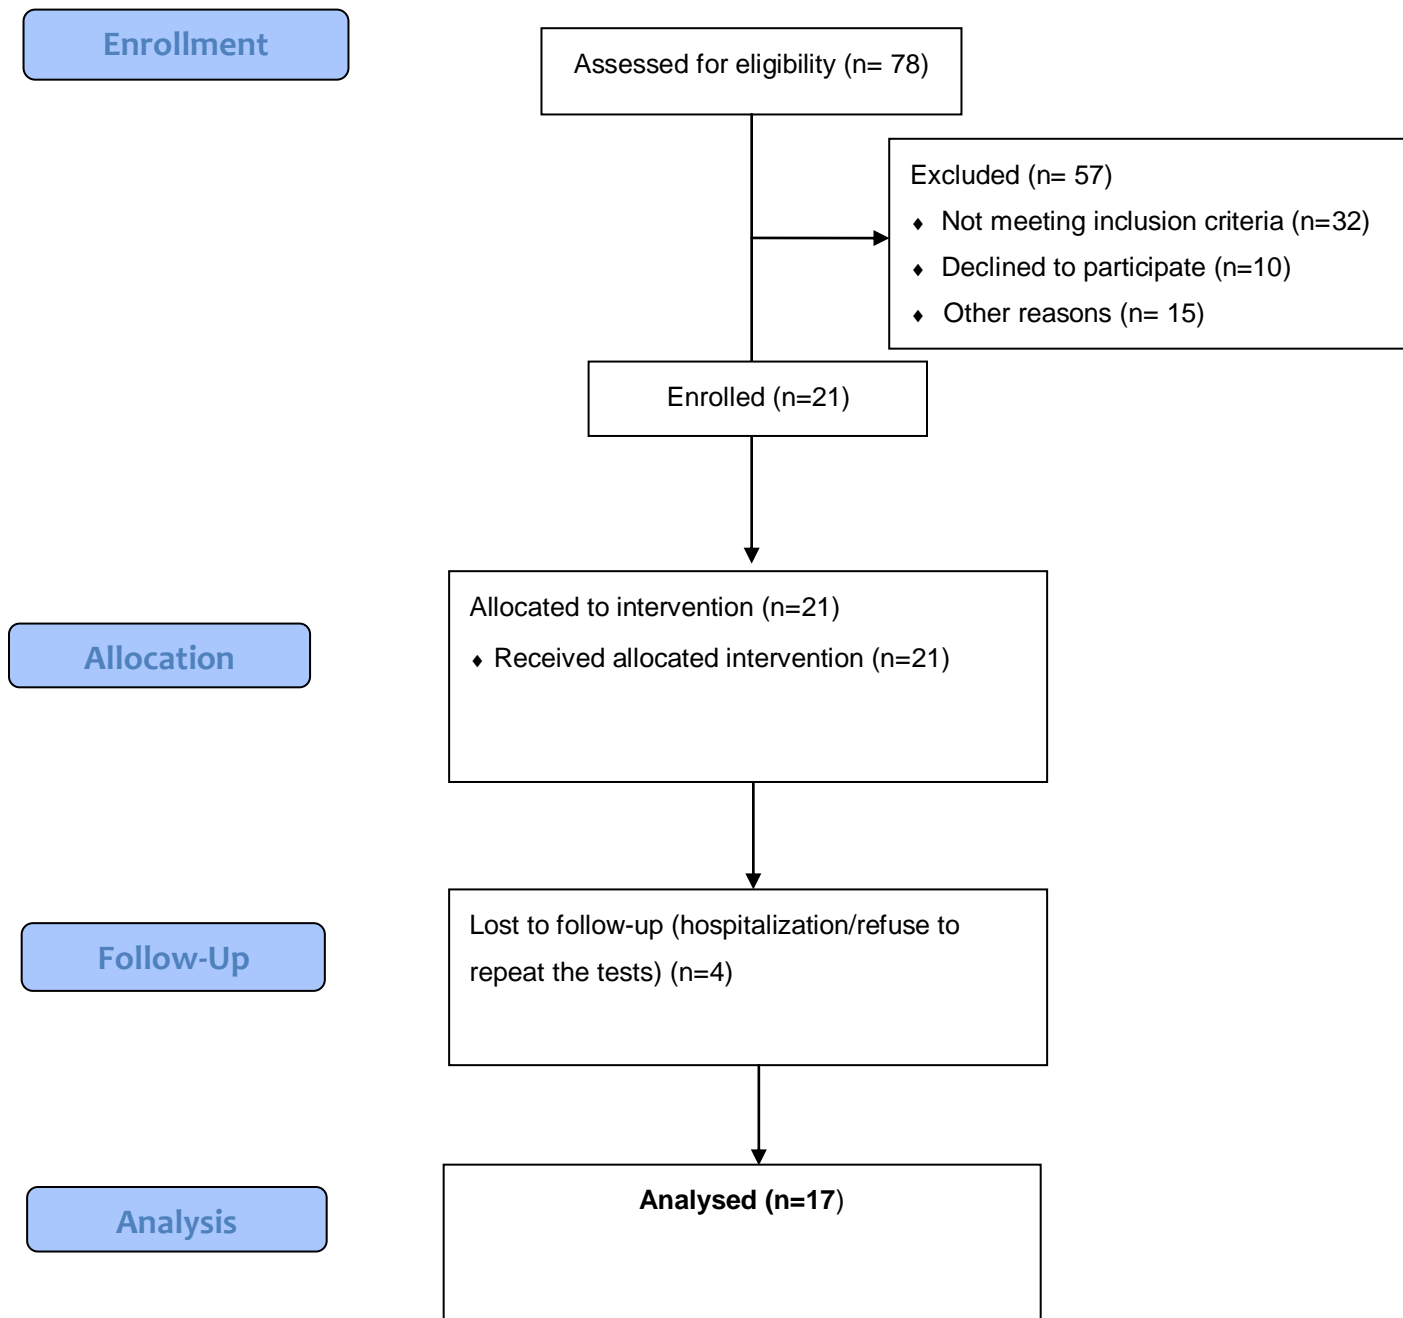 Enrollment
Assessed for eligibility (n= 78)
Excluded (n= 57)
♦ Not meeting inclusion criteria (n=32)
♦ Declined to participate (n=10)
♦ Other reasons (n= 15)
Enrolled (n=21)
Allocated to intervention (n=21)
♦ Received allocated intervention (n=21)
Allocation
Lost to follow-up (hospitalization/refuse to
repeat the tests) (n=4)
Follow-Up
Analysed (n=17)
Analysis